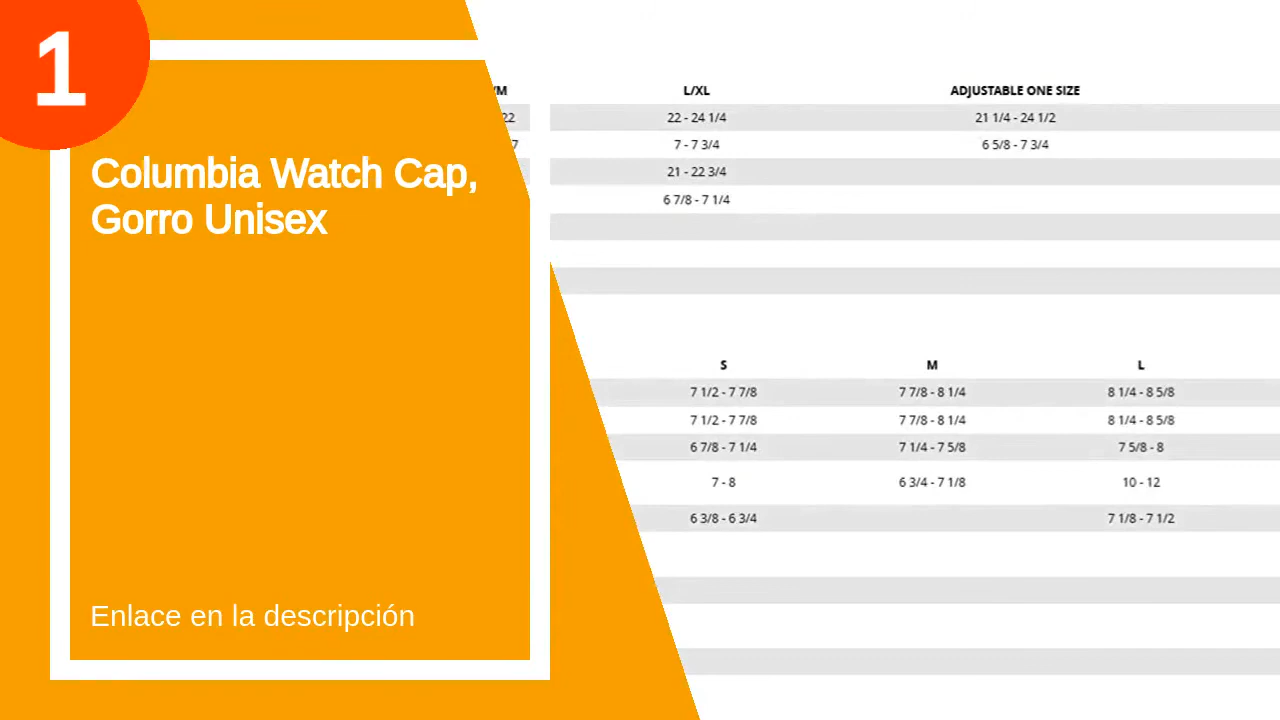 1
Columbia Watch Cap,
Gorro Unisex
Enlace en la descripción
/M L/XL ADJUSTABLE ONE SIZE
22 22 - 24 1/4 21 1/4 - 24 1/2
7 7 - 7 3/4 6 5/8 - 7 3/4
21 - 22 3/4
6 7/8 - 7 1/4
S M L
7 1/2 - 7 7/8 7 7/8 - 8 1/4 8 1/4 - 8 5/8
7 1/2 - 7 7/8 7 7/8 - 8 1/4 8 1/4 - 8 5/8
6 7/8 - 7 1/4 7 1/4 - 7 5/8 7 5/8 - 8
7 - 8 6 3/4 - 7 1/8 10 - 12
6 3/8 - 6 3/4 7 1/8 - 7 1/2